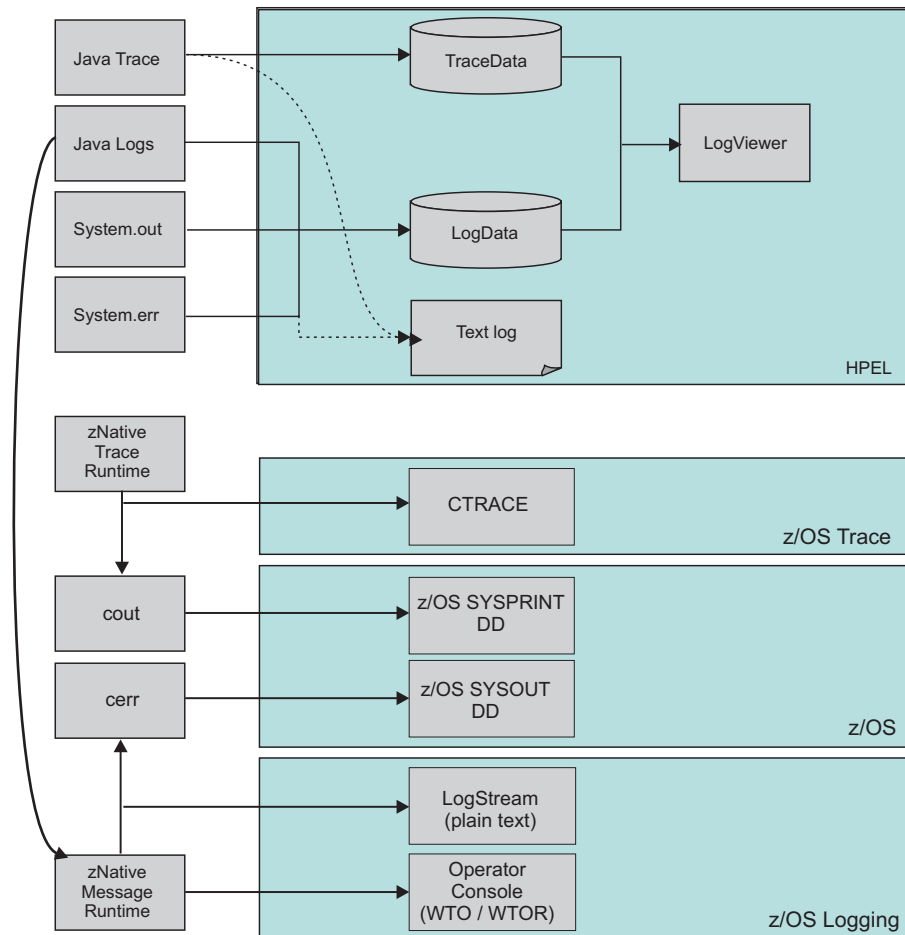 Java Trace
TraceData
Java Logs
LogViewer
System.out
LogData
System.err
Text log
HPEL
zNative
Trace
Runtime
CTRACE
z/OS Trace
cout
z/OS SYSPRINT
DD
cerr
z/OS SYSOUT
DD
z/OS
LogStream
(plain text)
zNative
Message
Runtime
Operator
Console
(WTO / WTOR)
z/OS Logging